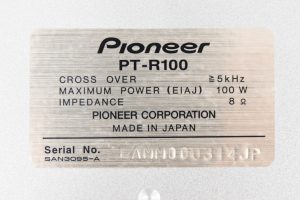 Pioneer
PT-R100
CROSS OVER ≧5kHz
MAXIMUM POWER (EIAJ) 100 W
IMPEDANCE 8 Ω
PIONEER CORPORATION
MADE IN JAPAN
Serial No.
SAN3095-A